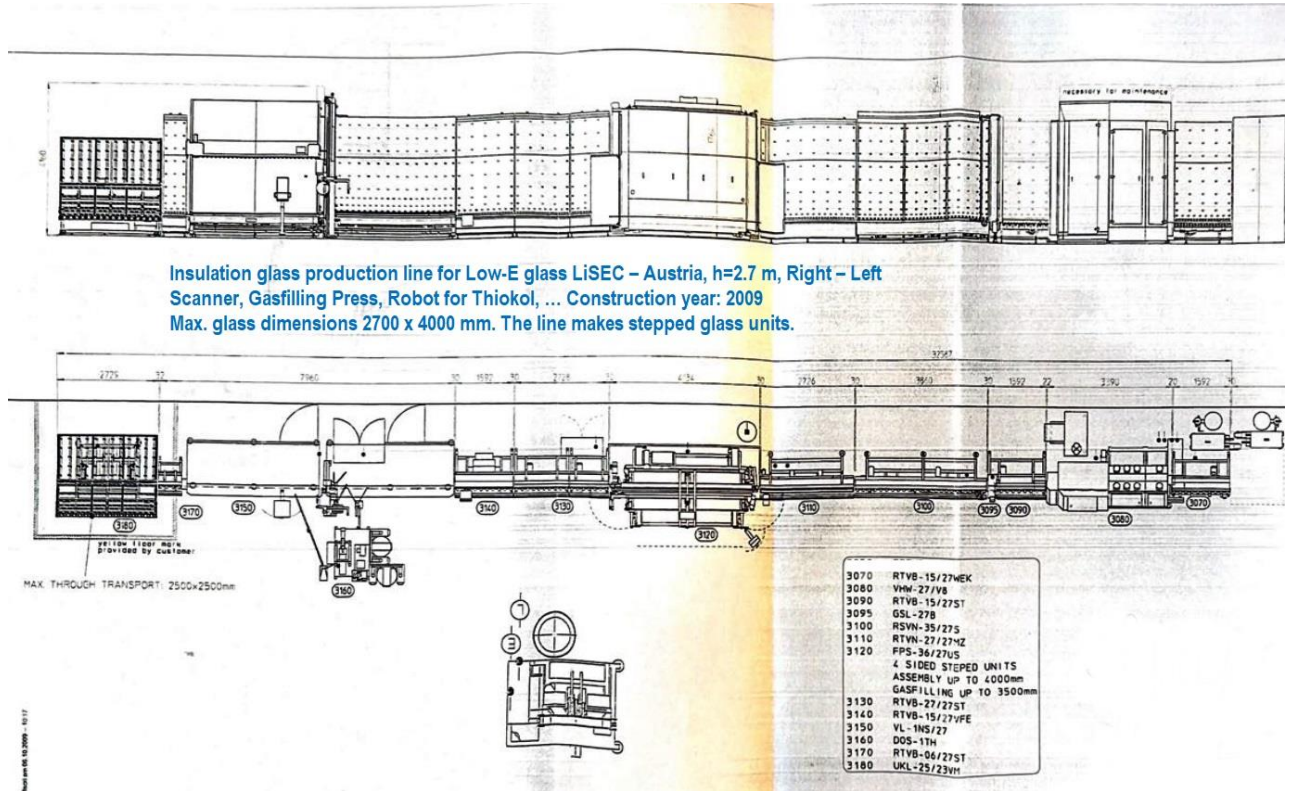 necessary for maintenance
Insulation glass production line for Low-E glass LiSEC – Austria, h=2.7 m, Right – Left
Scanner, Gasfilling Press, Robot for Thiokol, … Construction year: 2009
Max. glass dimensions 2700 x 4000 mm. The line makes stepped glass units.
2729 32 7960 30 1592 30 2728 4134 30 2726 30 30 1592 22 3390 20 1592 30
3180 3170 3150 3140 3130 3120 3110 3100 3095 3090 3080 3070
yellow floor mark
provided by customer
MAX. THROUGH TRANSPORT: 2500x2500mm
3160
3070 RTVB-15/27WEK
3080 VHW-27/V8
3090 RTVB-15/27ST
3095 GSL-27B
3100 RSVN-35/27S
3110 RTVN-27/27MZ
3120 FPS-36/27US
4 SIDED STEPED UNITS
ASSEMBLY UP TO 4000mm
GASFILLING UP TO 3500mm
3130 RTVB-27/27ST
3140 RTVB-15/27VFE
3150 VL-1NS/27
3160 DOS-1TH
3170 RTVB-06/27ST
3180 UKL-25/23VM